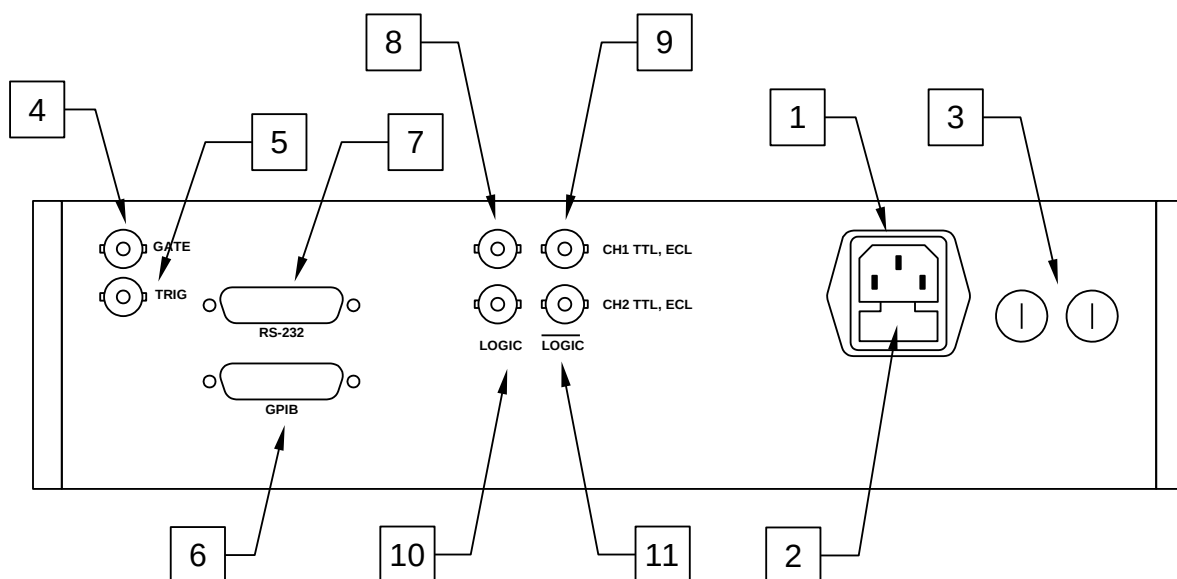 8
9
4
5
7
1
3
GATE
TRIG
CH1 TTL, ECL
CH2 TTL, ECL
RS-232
LOGIC
L̅O̅G̅I̅C̅
GPIB
6
10
11
2